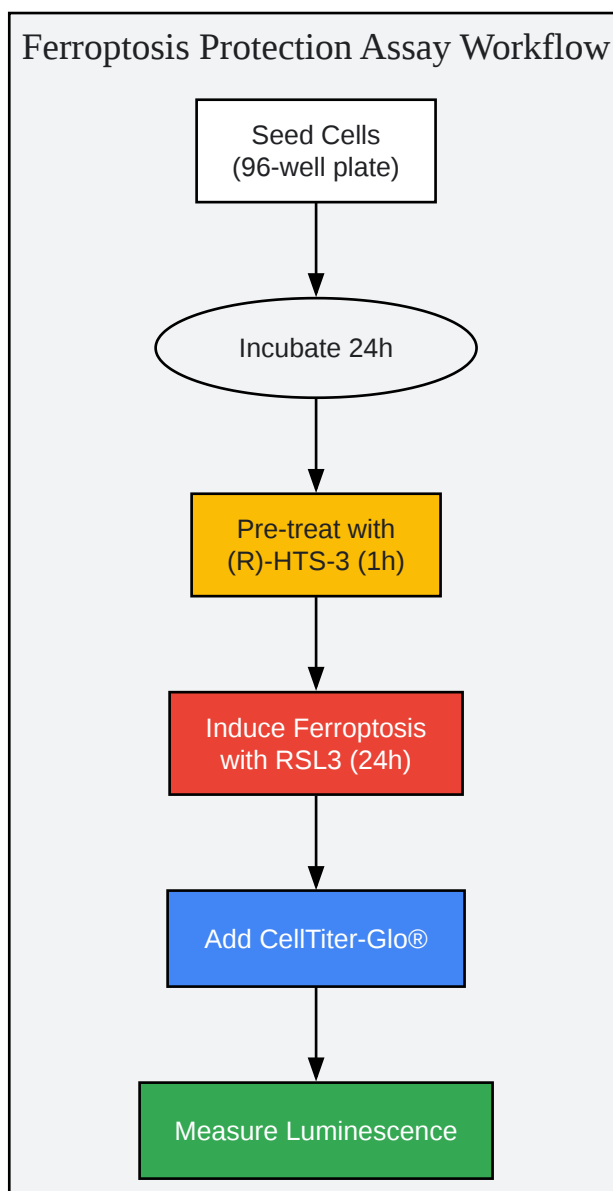 Ferroptosis Protection Assay Workflow
Seed Cells
(96-well plate)
Incubate 24h
Pre-treat with
(R)-HTS-3 (1h)
Induce Ferroptosis
with RSL3 (24h)
Add CellTiter-Glo®
Measure Luminescence